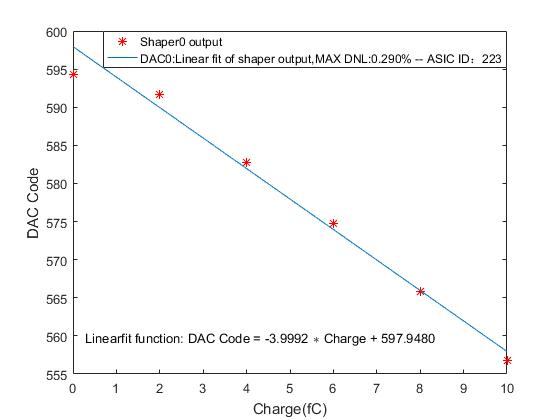 600
595
590
585
580
575
570
565
560
555
DAC Code
Shaper0 output
DAC0:Linear fit of shaper output,MAX DNL:0.290% -- ASIC ID：223
Linearfit function: DAC Code = -3.9992 * Charge + 597.9480
0 1 2 3 4 5 6 7 8 9 10
Charge(fC)